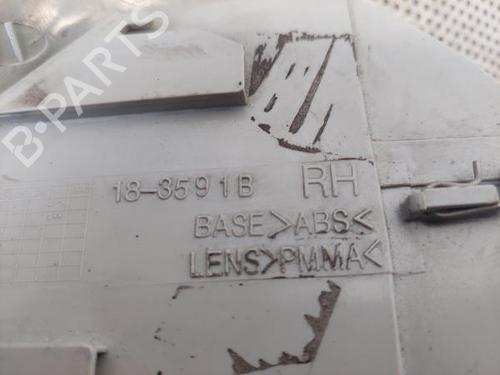 B-PARTS
18-3591B RH
BASE>ABS<
LENS>PMMA<